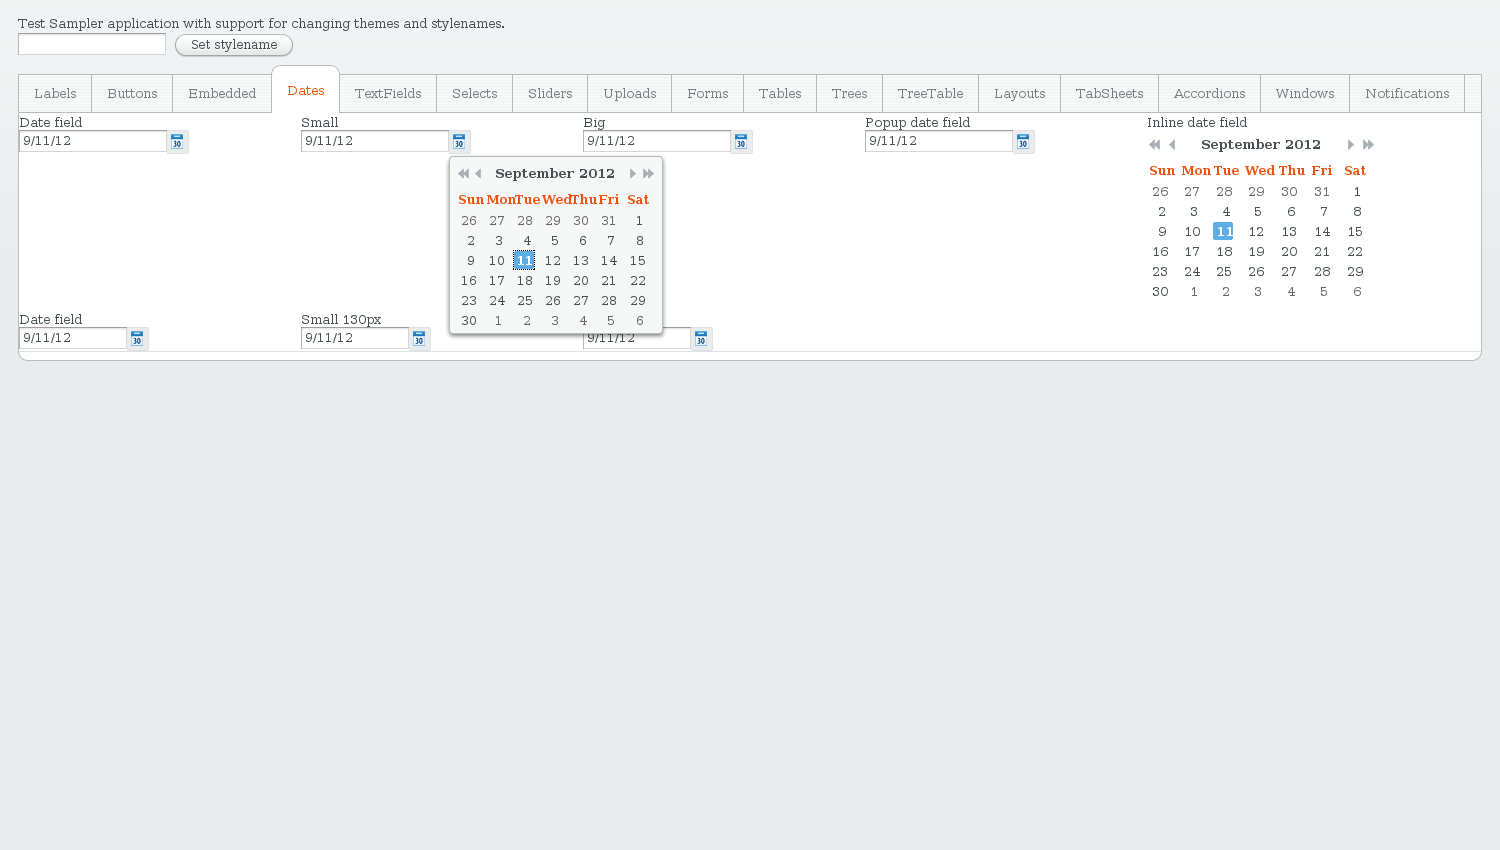 Test Sampler application with support for changing themes and stylenames.
Set stylename
Labels Buttons Embedded Dates TextFields Selects Sliders Uploads Forms Tables Trees TreeTable Layouts TabSheets Accordions Windows Notifications
Date field Small Big Popup date field Inline date field
9/11/12 30 9/11/12 30 9/11/12 30 9/11/12 30
September 2012
Sun Mon Tue Wed Thu Fri Sat
26 27 28 29 30 31 1
2 3 4 5 6 7 8
9 10 11 12 13 14 15
16 17 18 19 20 21 22
23 24 25 26 27 28 29
30 1 2 3 4 5 6
September 2012
Sun Mon Tue Wed Thu Fri Sat
26 27 28 29 30 31 1
2 3 4 5 6 7 8
9 10 11 12 13 14 15
16 17 18 19 20 21 22
23 24 25 26 27 28 29
30 1 2 3 4 5 6
Date field Small 130px
9/11/12 30 9/11/12 30 9/11/12 30